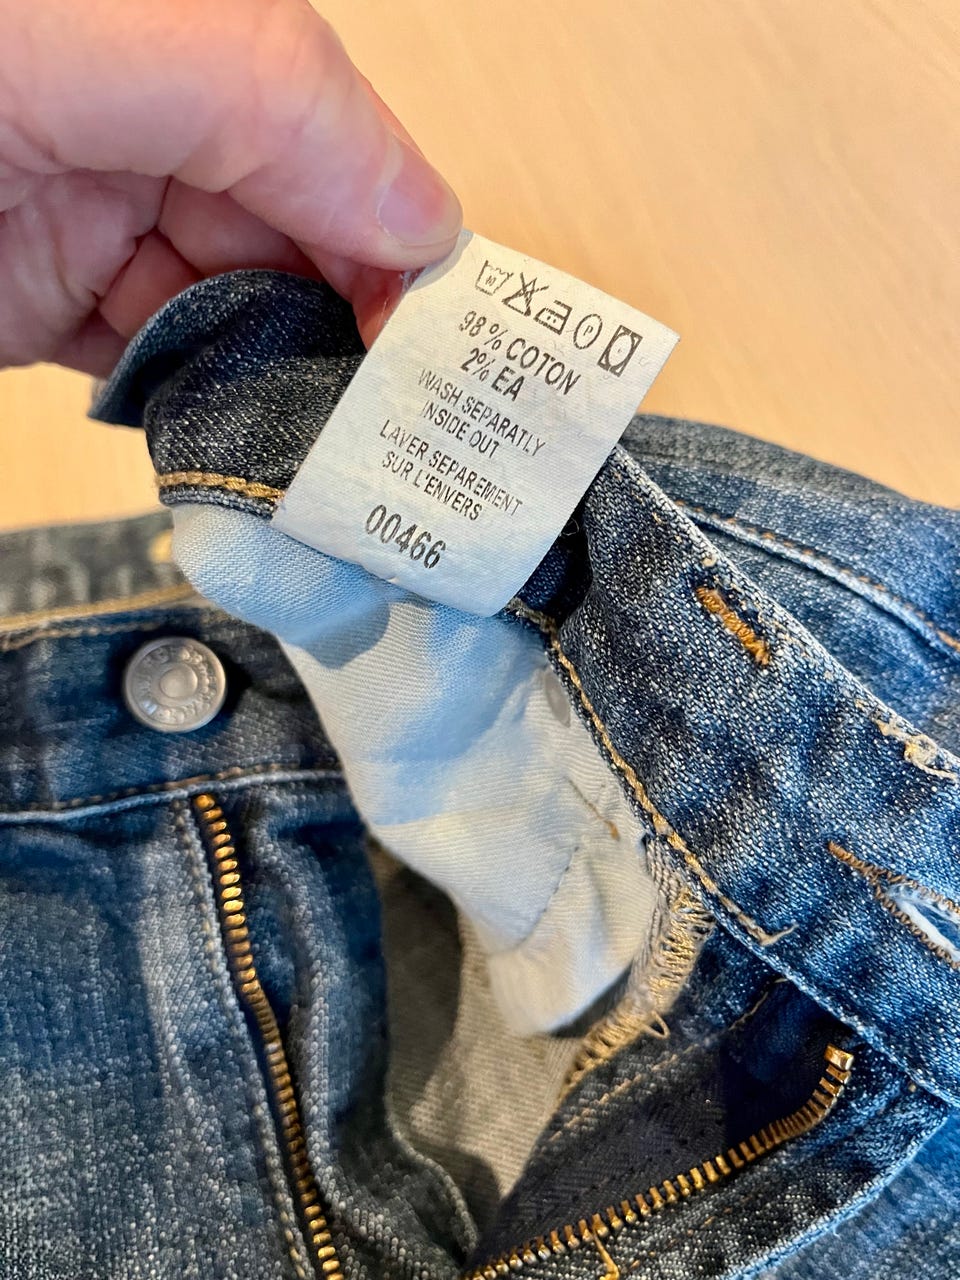 98 % COTON
2% EA
WASH SEPARATLY
INSIDE OUT
LAVER SEPAREMENT
SUR L'ENVERS
00466